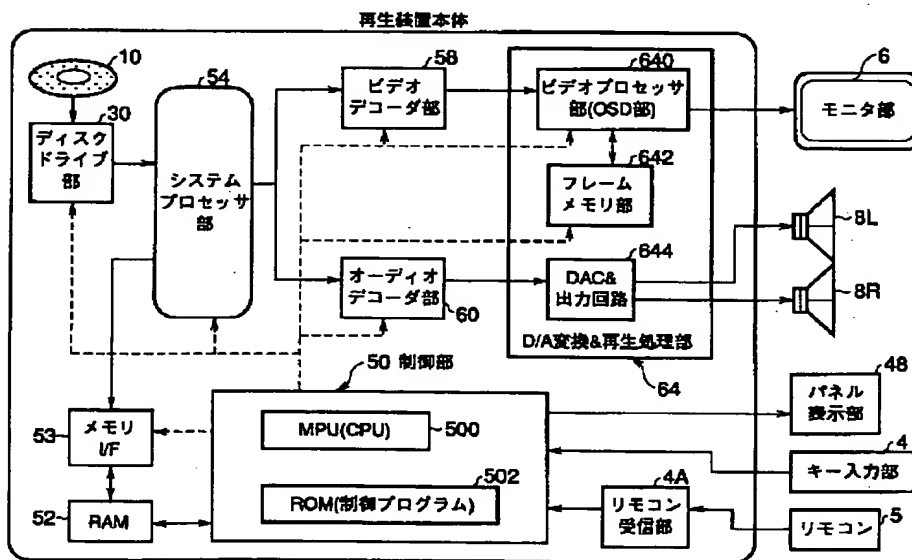 再生装置本体
10
30
ディスク
ドライブ
部
54
システム
プロセッサ
部
58
ビデオ
デコーダ部
640
ビデオプロセッサ
部(OSD部)
642
フレーム
メモリ部
6
モニタ部
オーディオ
デコーダ部
60
644
DAC&
出力回路
8L
8R
D/A変換&再生処理部
64
50 制御部
MPU(CPU)
500
502
ROM(制御プログラム)
53
メモリ
I/F
52
RAM
4A
リモコン
受信部
48
パネル
表示部
4
キー入力部
リモコン
5